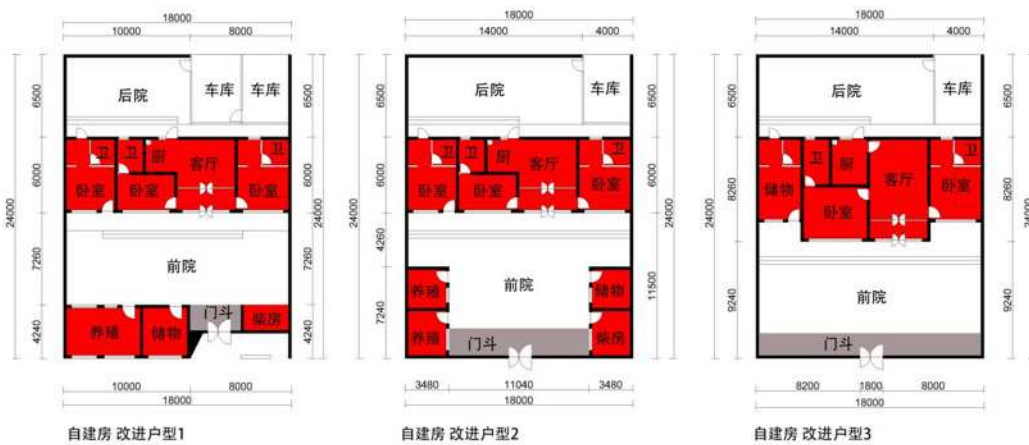 18000
10000
8000
24000
6500
6000
7260
4240
后院
车库
车库
卫
卫
厨
客厅
卫
卧室
卧室
卧室
前院
养殖
储物
门斗
柴房
6500
6000
24000
7260
4240
10000
8000
18000
自建房 改进户型1
18000
14000
4000
24000
6500
6000
4260
7240
后院
车库
卫
卫
厨
客厅
卫
卧室
卧室
卧室
前院
养殖
储物
养殖
门斗
柴房
6500
6000
24000
11500
3480
11040
3480
18000
自建房 改进户型2
18000
14000
4000
24000
6500
8260
9240
后院
车库
卫
厨
客厅
卫
储物
卧室
卧室
前院
门斗
6500
8260
9240
8200
1800
8000
18000
自建房 改进户型3